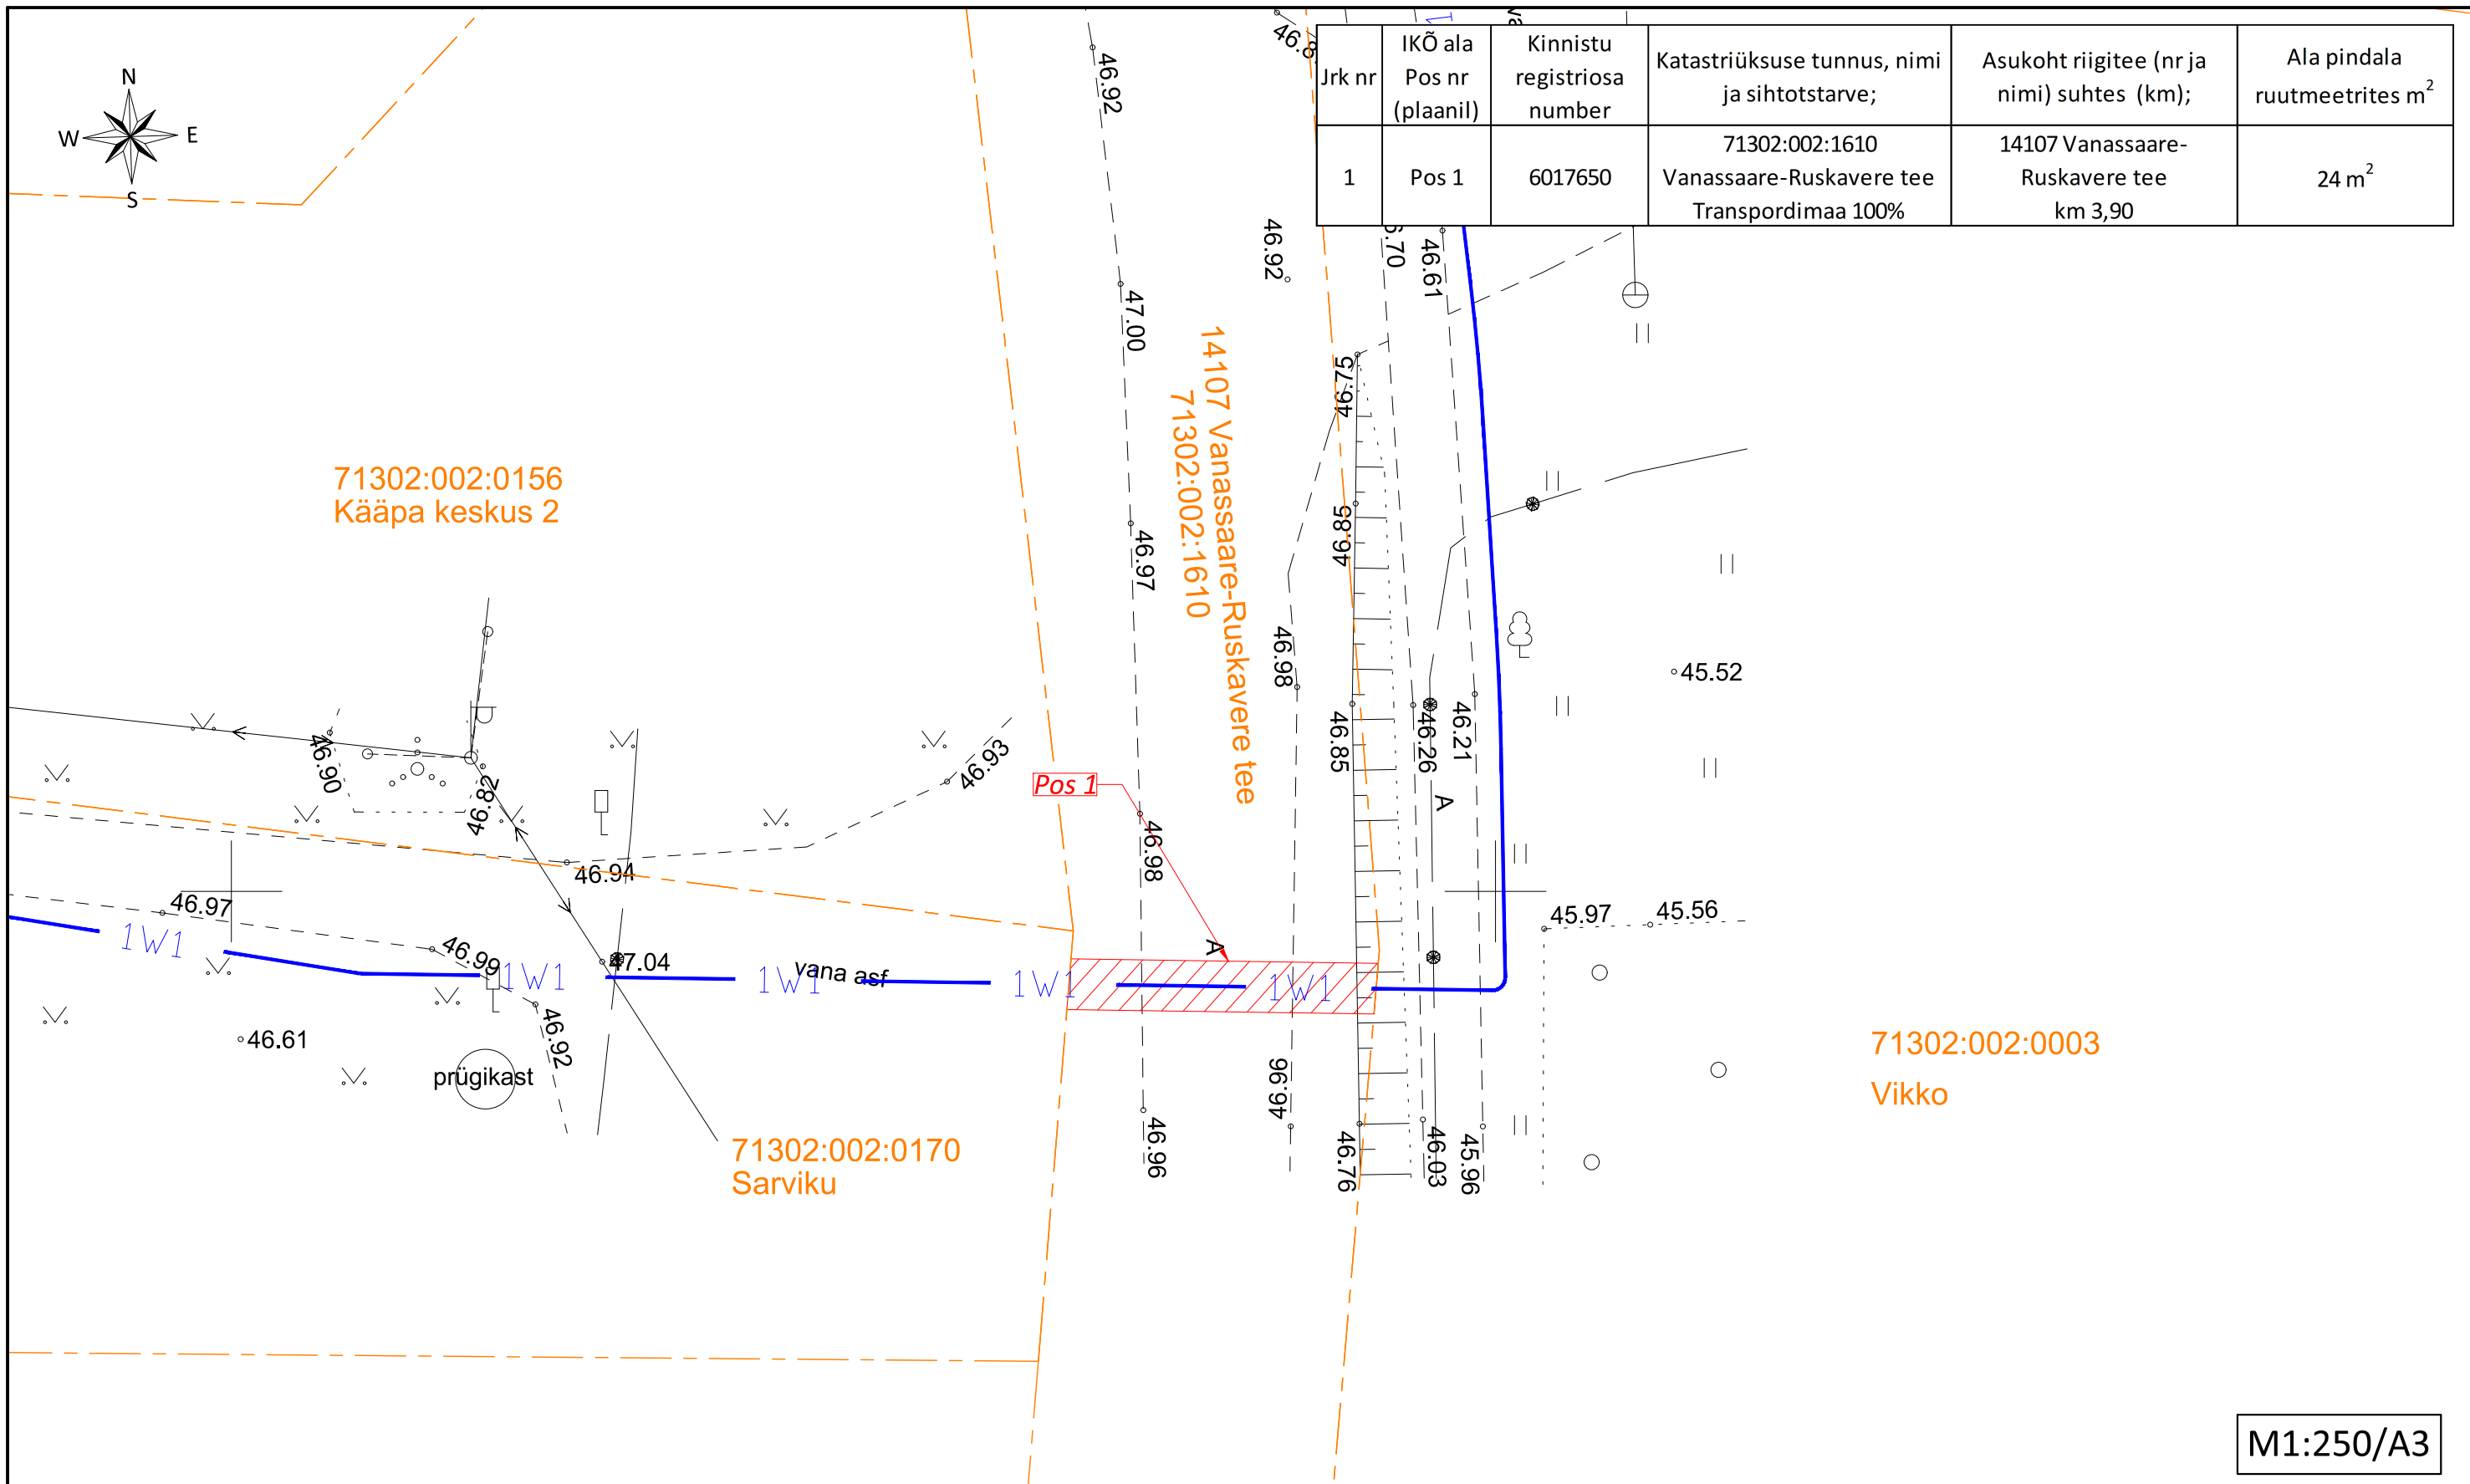 N
W
E
S
Jrk nr
IKÕ ala
Pos nr
(plaanil)
Kinnistu
registriosa
number
Katastriüksuse tunnus, nimi
ja sihtotstarve;
Asukoht riigitee (nr ja
nimi) suhtes (km);
Ala pindala
ruutmeetrites m²
1
Pos 1
6017650
71302:002:1610
Vanassaare-Ruskavere tee
Transpordimaa 100%
14107 Vanassaare-
Ruskavere tee
km 3,90
24 m²
46.92
46.92
46.61
47.00
46.75
14107 Vanassaare-Ruskavere tee
71302:002:1610
71302:002:0156
Kääpa keskus 2
46.97
46.86
46.98
45.52
46.90
46.82
46.93
46.85
46.26
46.21
Pos 1
A
46.98
46.94
46.97
46.99
47.04
45.97
45.56
A
1W1
1W1
1W1
vana asf
1W1
1W1
46.61
46.92
prügikast
46.96
46.96
46.76
46.03
45.96
71302:002:0003
Vikko
71302:002:0170
Sarviku
M1:250/A3